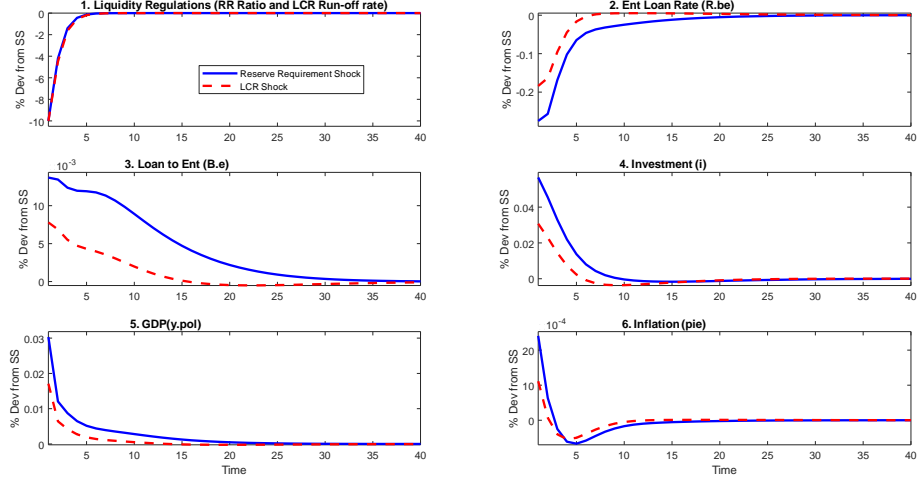 1. Liquidity Regulations (RR Ratio and LCR Run-off rate)
% Dev from SS
0
-2
-4
-6
-8
-10
5 10 15 20 25 30 35 40
Reserve Requirement Shock
LCR Shock
2. Ent Loan Rate (R.be)
% Dev from SS
0
-0.1
-0.2
5 10 15 20 25 30 35 40
3. Loan to Ent (B.e)
10-3
% Dev from SS
10
5
0
5 10 15 20 25 30 35 40
4. Investment (i)
% Dev from SS
0.04
0.02
0
5 10 15 20 25 30 35 40
5. GDP(y.pol)
% Dev from SS
0.03
0.02
0.01
0
5 10 15 20 25 30 35 40
Time
6. Inflation (pie)
10-4
% Dev from SS
20
10
0
5 10 15 20 25 30 35 40
Time